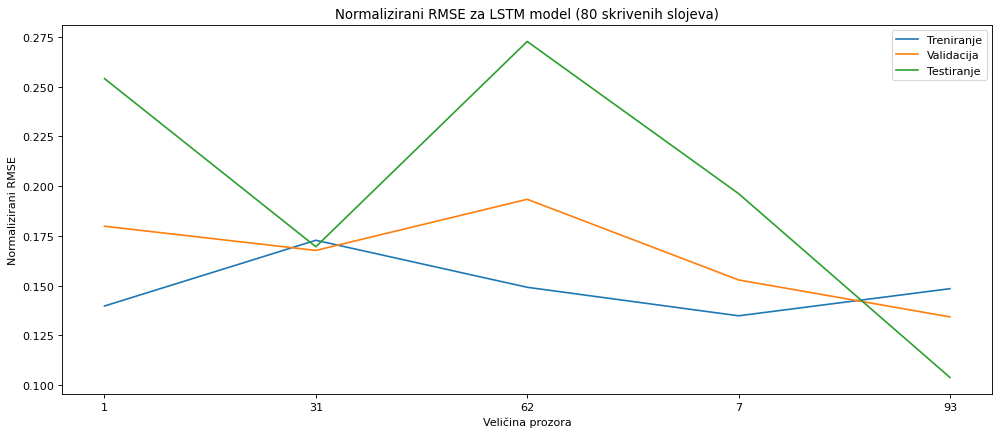 Normalizirani RMSE za LSTM model (80 skrivenih slojeva)
Normalizirani RMSE
0.275
0.250
0.225
0.200
0.175
0.150
0.125
0.100
Treniranje
Validacija
Testiranje
1 31 62 7 93
Veličina prozora